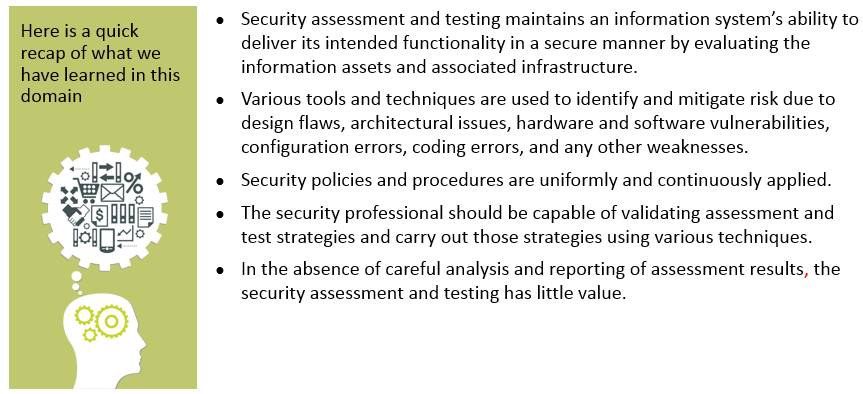 Here is a quick
recap of what we
have learned in this
domain
● Security assessment and testing maintains an information system’s ability to
deliver its intended functionality in a secure manner by evaluating the
information assets and associated infrastructure.
● Various tools and techniques are used to identify and mitigate risk due to
design flaws, architectural issues, hardware and software vulnerabilities,
configuration errors, coding errors, and any other weaknesses.
● Security policies and procedures are uniformly and continuously applied.
● The security professional should be capable of validating assessment and
test strategies and carry out those strategies using various techniques.
● In the absence of careful analysis and reporting of assessment results, the
security assessment and testing has little value.